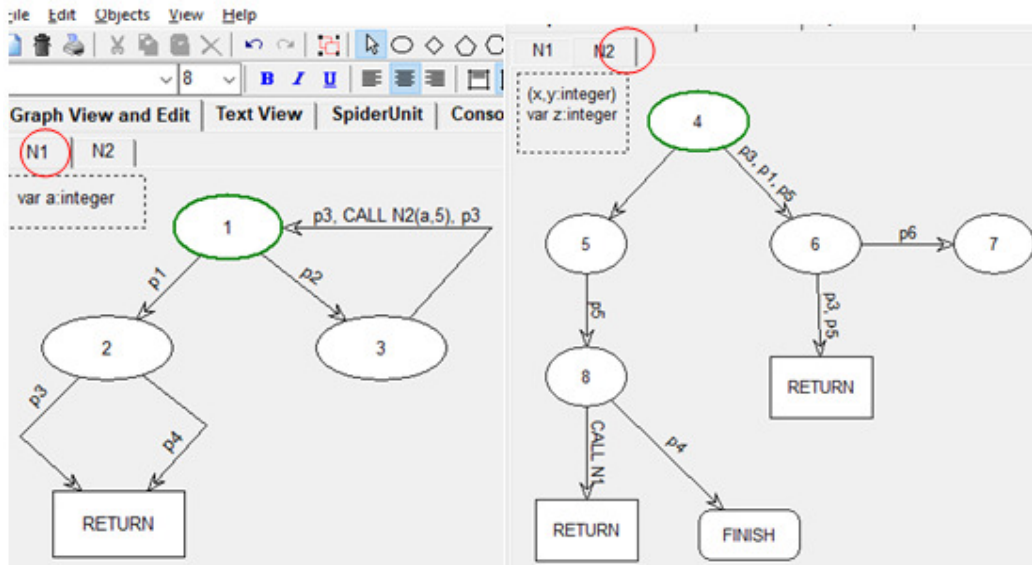 File Edit Objects View Help
8 B I U
Graph View and Edit Text View SpiderUnit Conso
N1 N2
var a:integer
1
p3, CALL N2(a,5), p3
p1
p2
2
3
p3
p4
RETURN
N1 N2
(x,y:integer)
var z:integer
4
p3, p1, p5
5
6
p6
7
p5
p3, p5
8
RETURN
CALL N1
p4
RETURN
FINISH